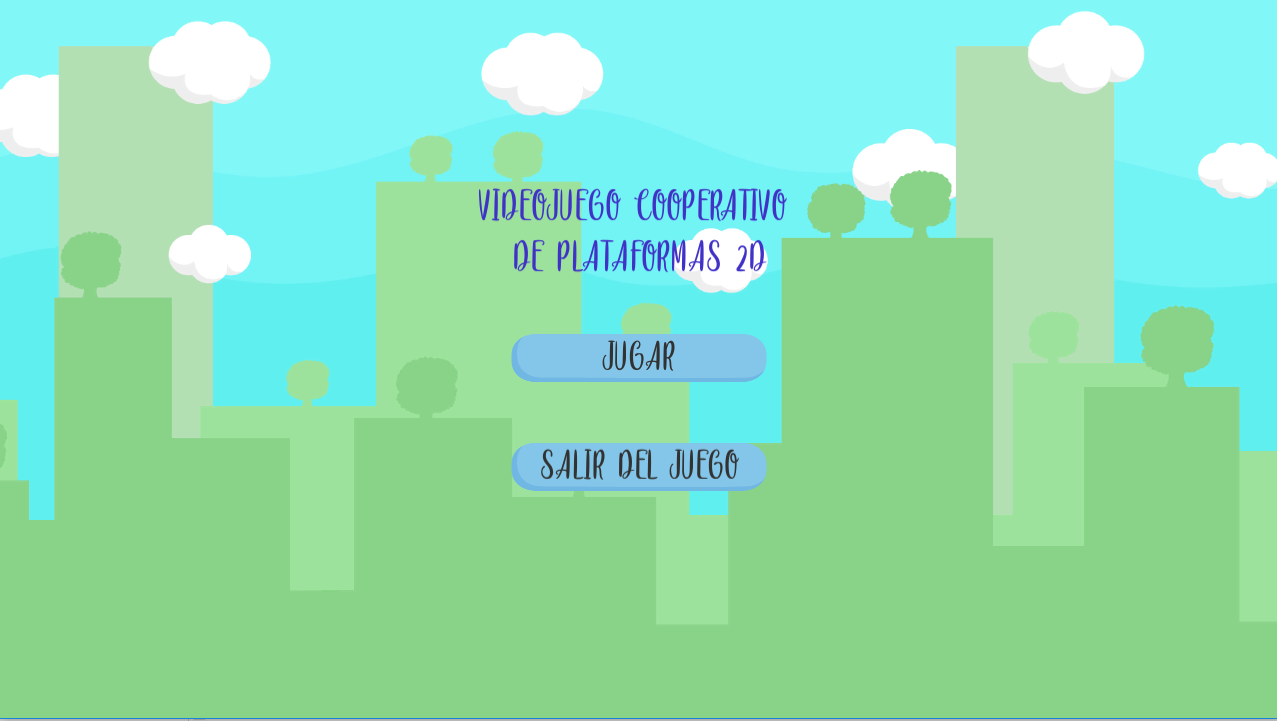 VIDEOJUEGO COOPERATIVO
DE PLATAFORMAS 2D
JUGAR
SALIR DEL JUEGO